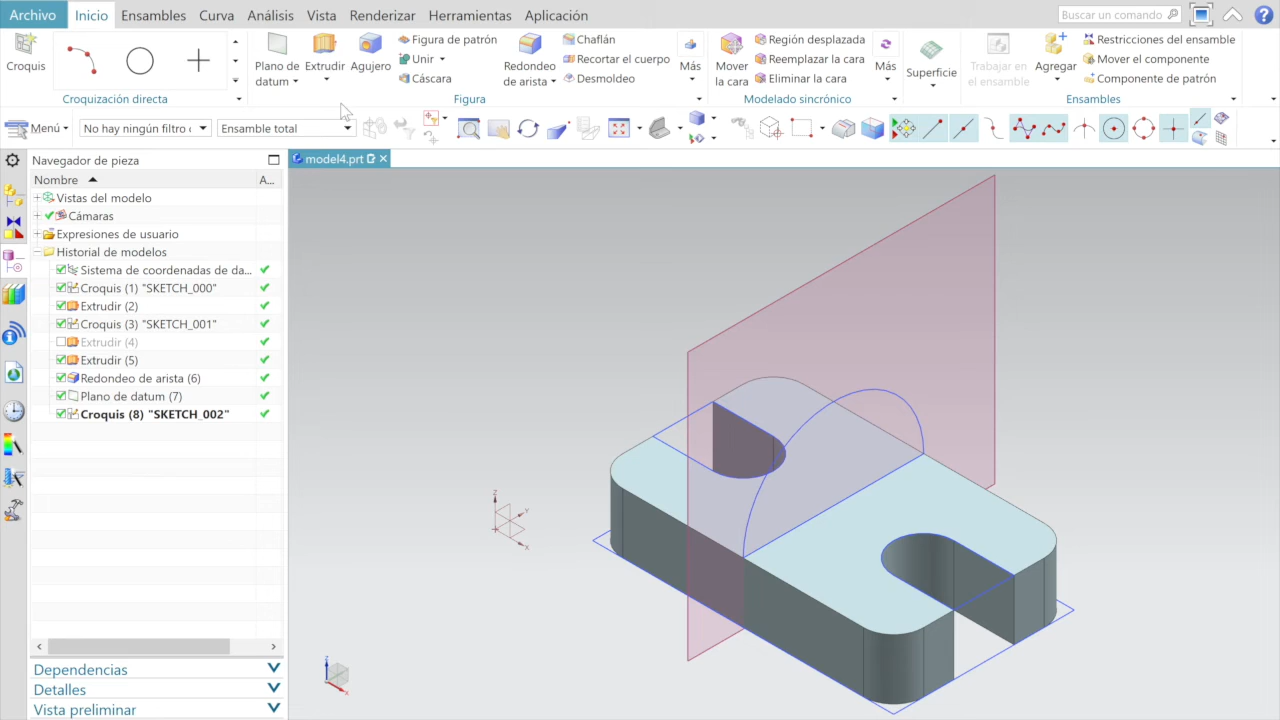 Archivo Inicio Ensambles Curva Análisis Vista Renderizar Herramientas Aplicación Buscar un comando
Croquis
Croquización directa
Plano de datum
Extrudir
Agujero
Figura de patrón
Unir
Cáscara
Redondeo de arista
Chaflán
Recortar el cuerpo
Desmoldeo
Más
Figura
Mover la cara
Región desplazada
Reemplazar la cara
Eliminar la cara
Más
Modelado sincrónico
Superficie
Trabajar en el ensamble
Agregar
Restricciones del ensamble
Mover el componente
Componente de patrón
Ensambles
Menú No hay ningún filtro Ensamble total
Navegador de pieza
model4.prt
Nombre A...
Vistas del modelo
Cámaras
Expresiones de usuario
Historial de modelos
Sistema de coordenadas de da...
Croquis (1) "SKETCH_000"
Extrudir (2)
Croquis (3) "SKETCH_001"
Extrudir (4)
Extrudir (5)
Redondeo de arista (6)
Plano de datum (7)
Croquis (8) "SKETCH_002"
Dependencias
Detalles
Vista preliminar
Z
Y
X
Z
X